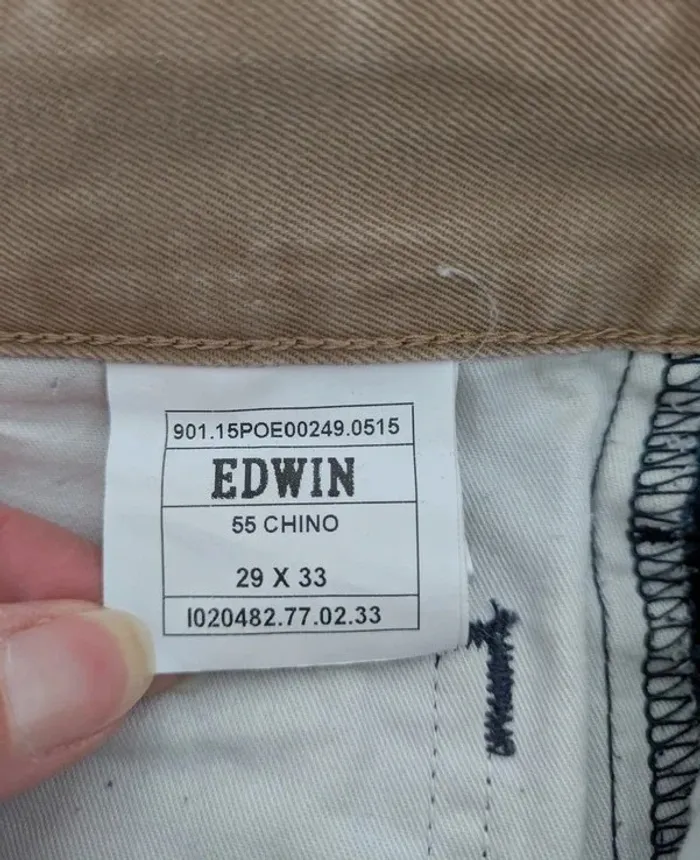 901.15POE00249.0515
EDWIN
55 CHINO
29 X 33
I020482.77.02.33